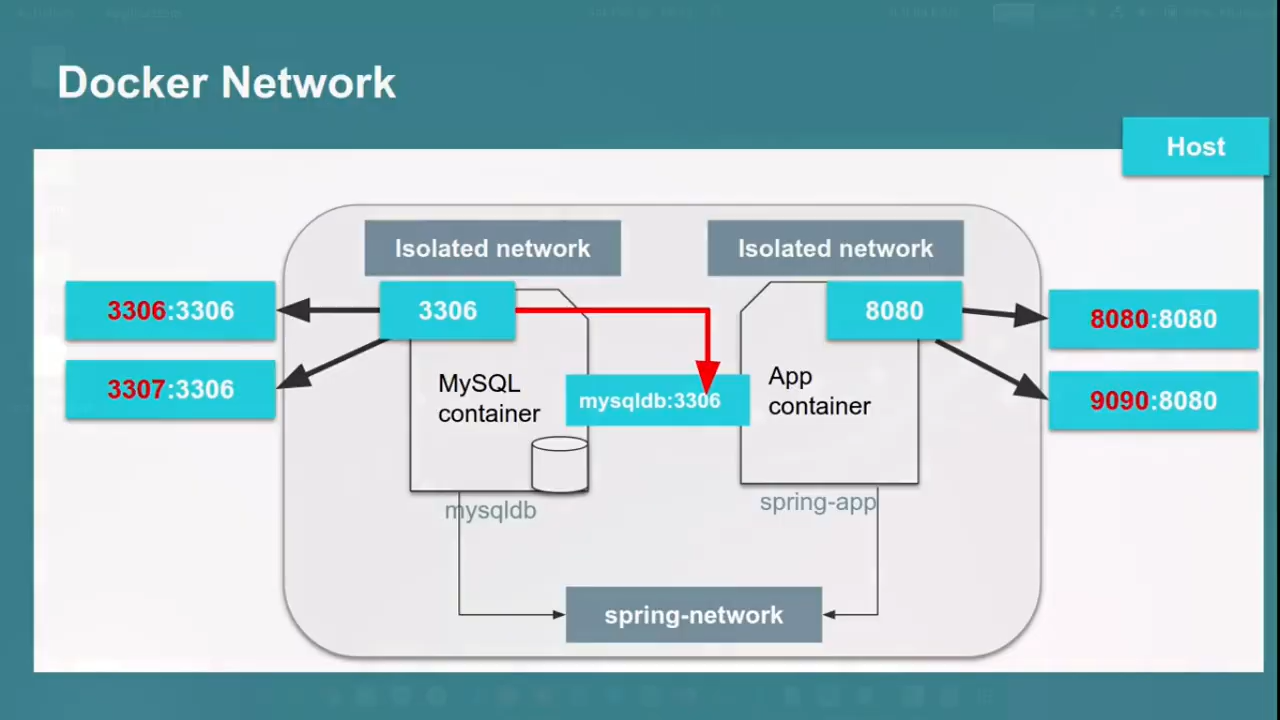 Docker Network
Host
Isolated network
Isolated network
3306:3306
3306
8080
8080:8080
3307:3306
MySQL
container
mysqldb:3306
App
container
9090:8080
mysqldb
spring-app
spring-network